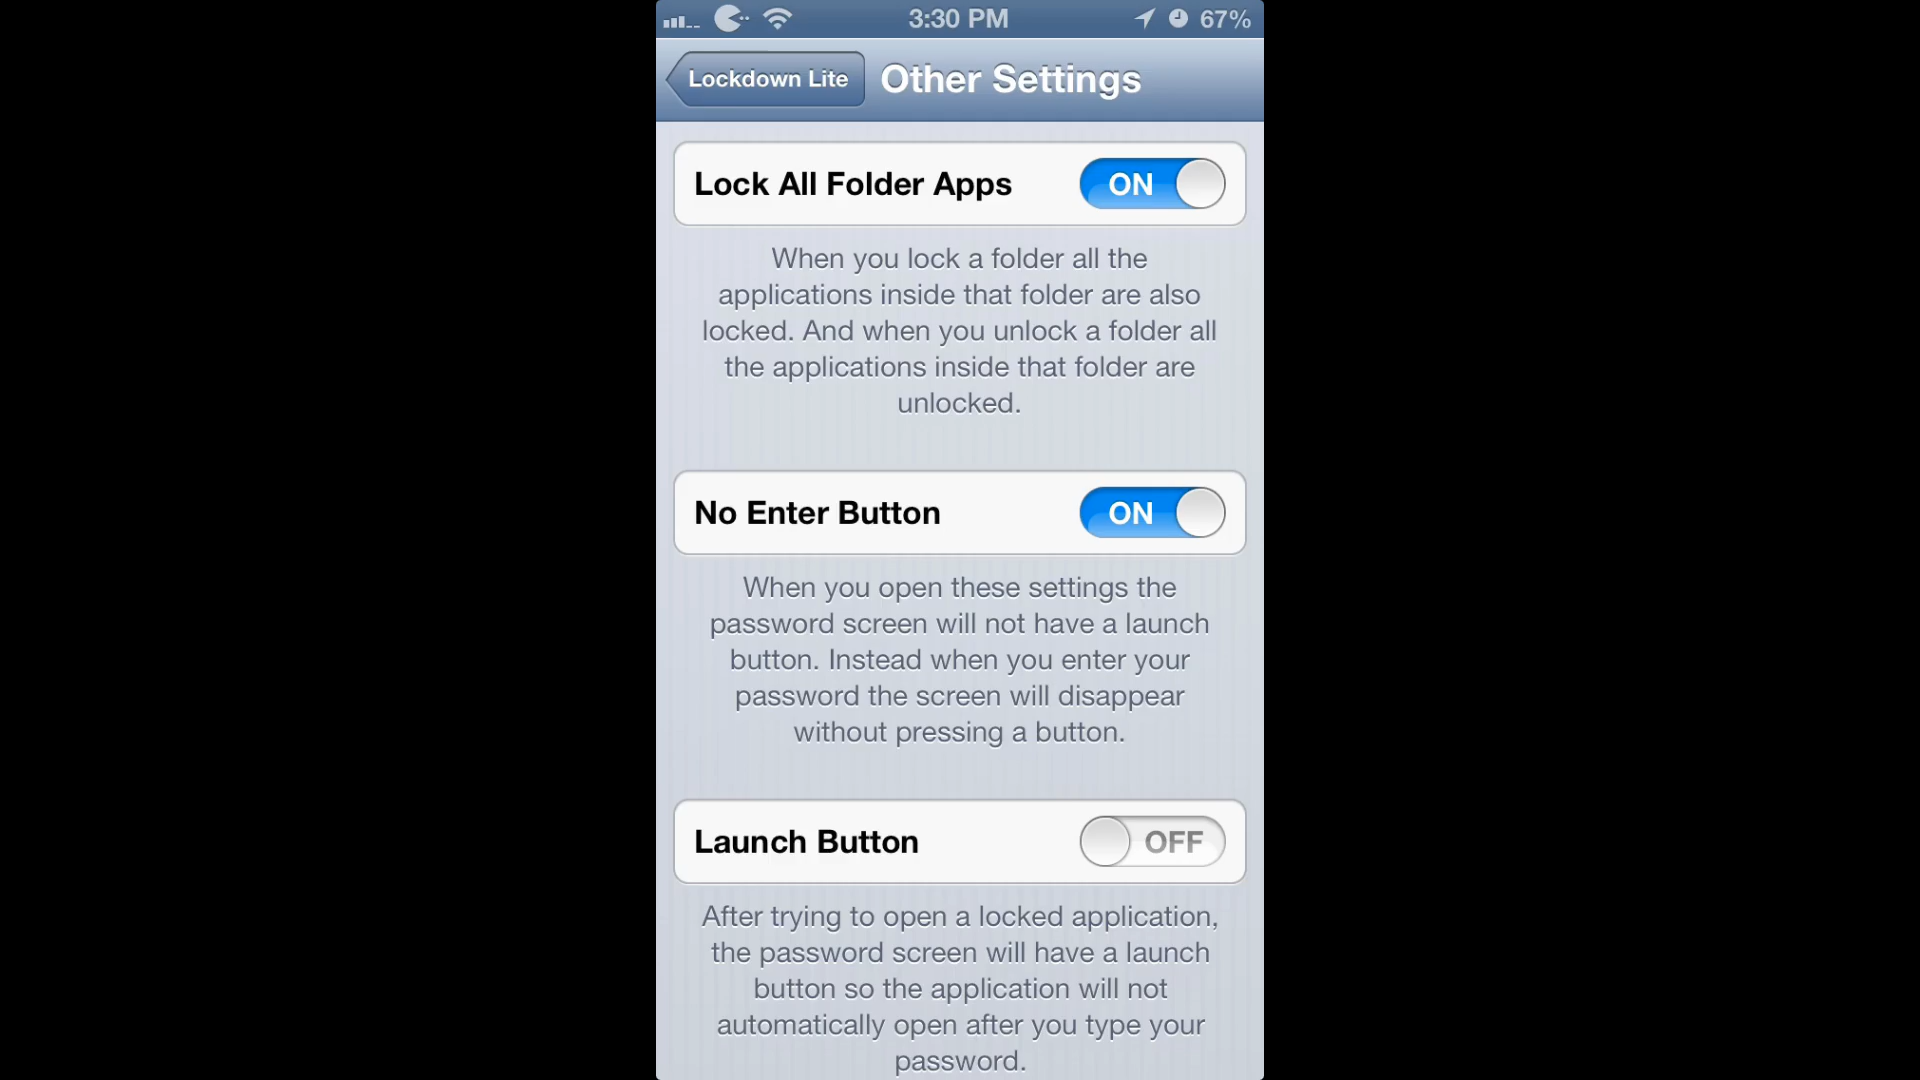 3:30 PM
67%
Lockdown Lite
Other Settings
Lock All Folder Apps ON
When you lock a folder all the
applications inside that folder are also
locked. And when you unlock a folder all
the applications inside that folder are
unlocked.
No Enter Button ON
When you open these settings the
password screen will not have a launch
button. Instead when you enter your
password the screen will disappear
without pressing a button.
Launch Button OFF
After trying to open a locked application,
the password screen will have a launch
button so the application will not
automatically open after you type your
password.